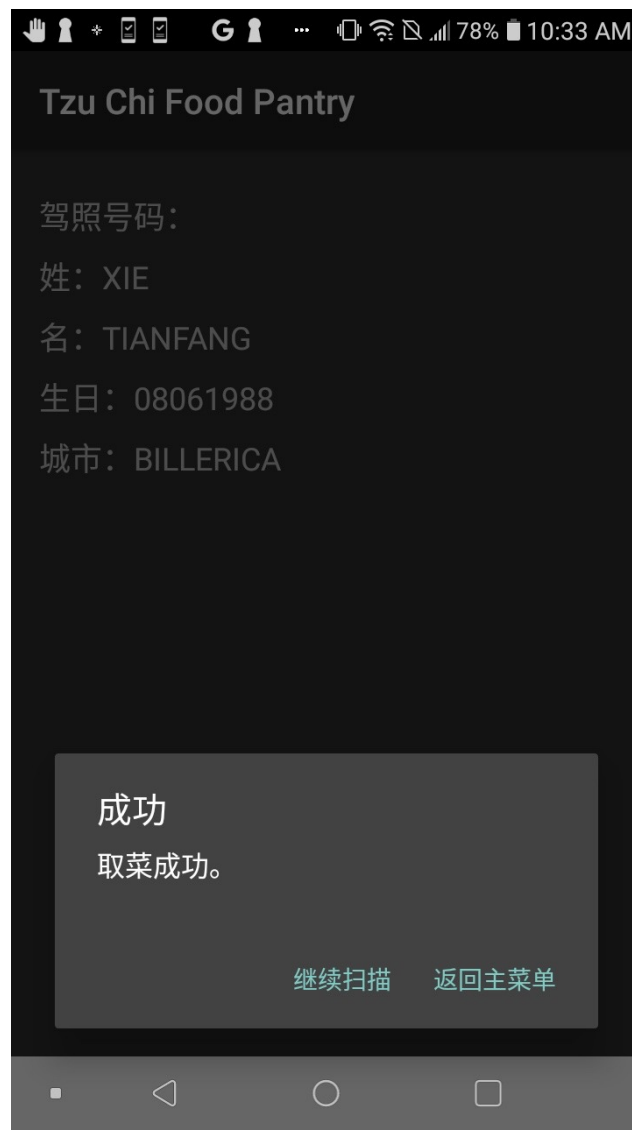 G 78% 10:33 AM
Tzu Chi Food Pantry
驾照号码：
姓：XIE
名：TIANFANG
生日：08061988
城市：BILLERICA
成功
取菜成功。
继续扫描 返回主菜单